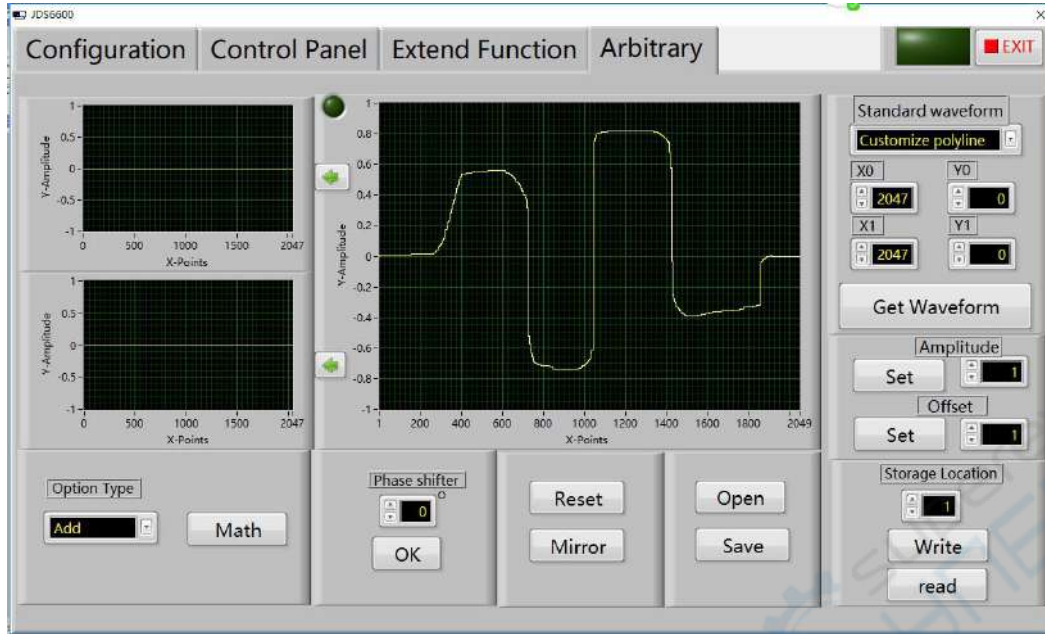 JDS6600
Configuration Control Panel Extend Function Arbitrary EXIT
1
0.5
0
-0.5
-1
Y-Amplitude
0 500 1000 1500 2047
X-Points
1
0.5
0
-0.5
-1
Y-Amplitude
0 500 1000 1500 2047
X-Points
1
0.8
0.6
0.4
0.2
0
-0.2
-0.4
-0.6
-0.8
-1
Y-Amplitude
1 200 400 600 800 1000 1200 1400 1600 1800 2049
X-Points
Standard waveform
Customize polyline
X0 Y0
2047 0
X1 Y1
2047 0
Get Waveform
Amplitude
Set 1
Offset
Set 1
Option Type
Add Math
Phase shifter
0
OK
Reset
Mirror
Open
Save
Storage Location
1
Write
read